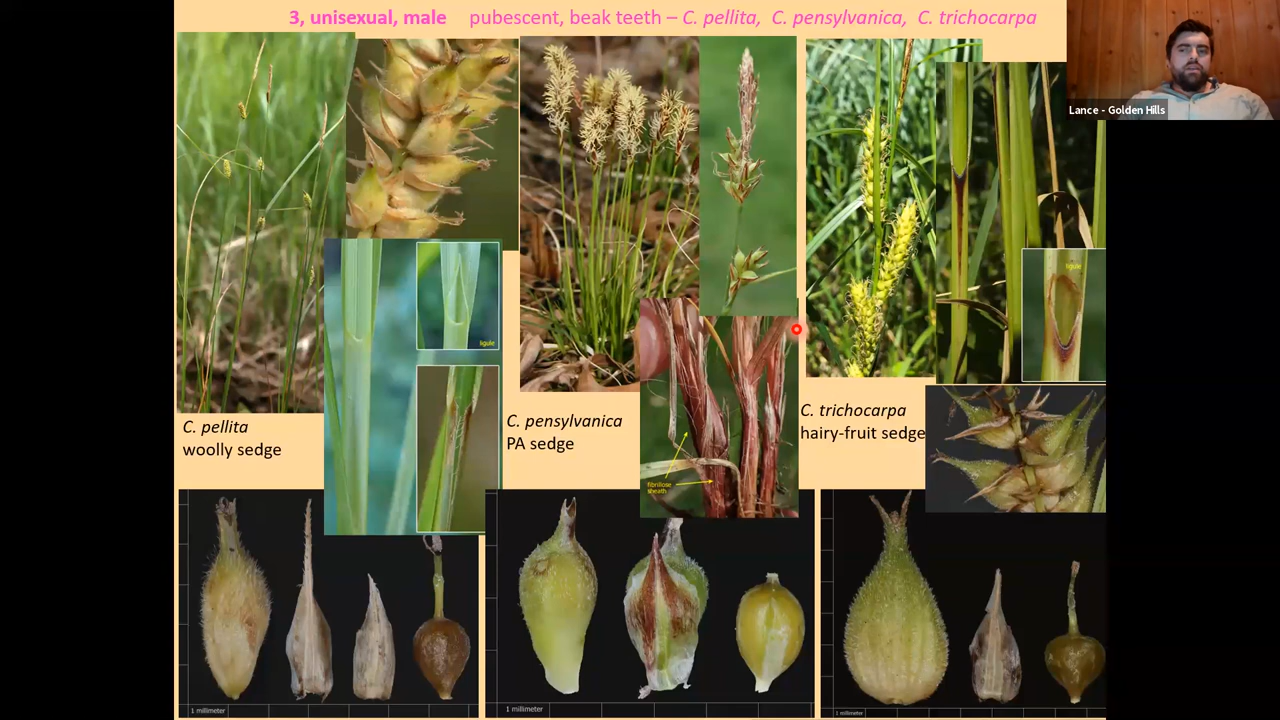 3, unisexual, male pubescent, beak teeth – C. pellita, C. pensylvanica, C. trichocarpa
Lance - Golden Hills
ligule
ligule
C. pellita
woolly sedge
C. pensylvanica
PA sedge
C. trichocarpa
hairy-fruit sedge
fibrillose
sheath
1 millimeter
1 millimeter
1 millimeter